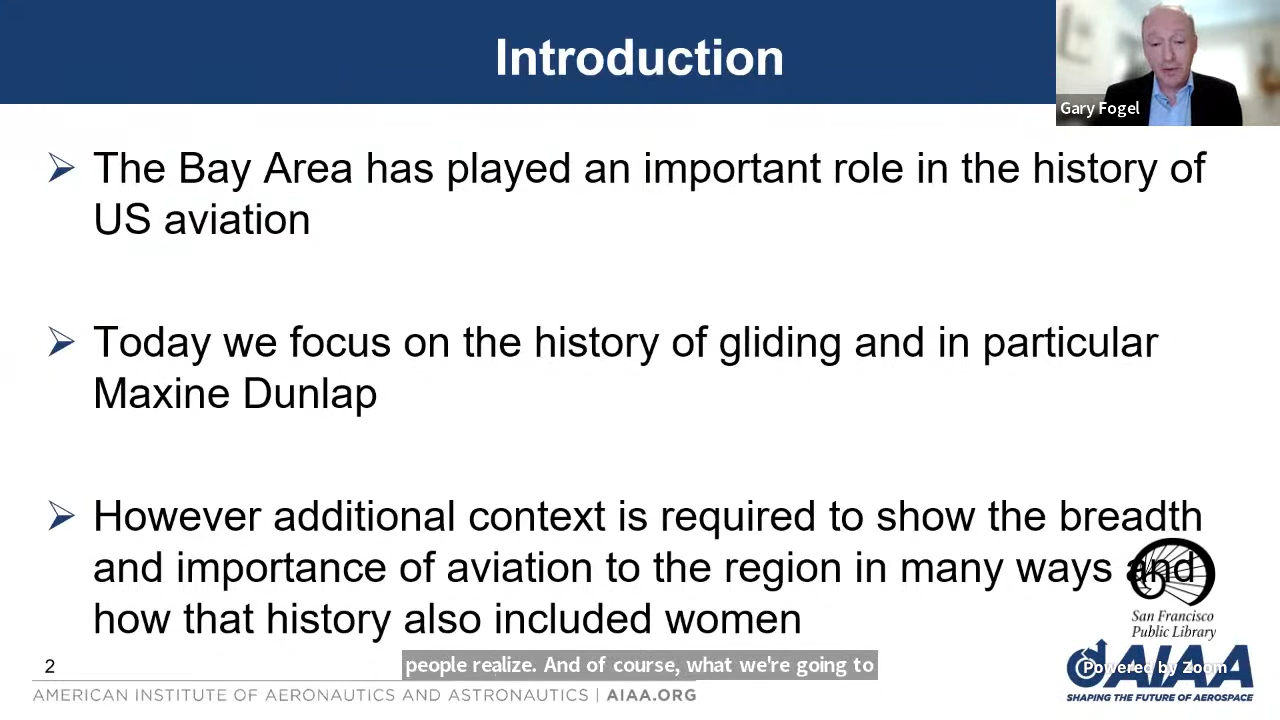 Introduction
Gary Fogel
The Bay Area has played an important role in the history of
US aviation
Today we focus on the history of gliding and in particular
Maxine Dunlap
However additional context is required to show the breadth
and importance of aviation to the region in many ways and
how that history also included women
San Francisco
Public Library
2
people realize. And of course, what we're going to
Powered by Zoom
AIAA
SHAPING THE FUTURE OF AEROSPACE
AMERICAN INSTITUTE OF AERONAUTICS AND ASTRONAUTICS | AIAA.ORG